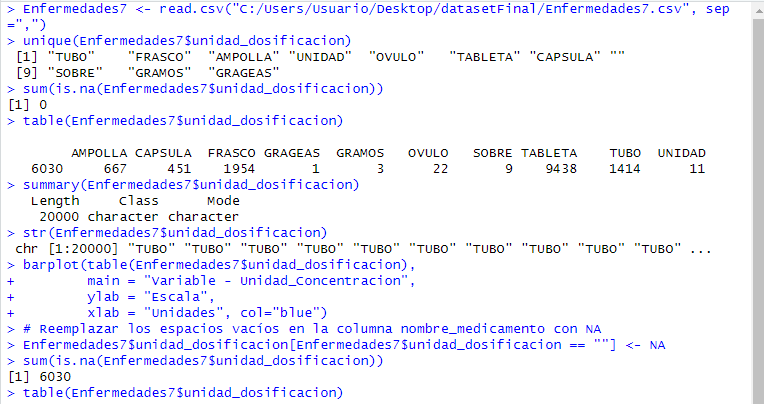 > Enfermedades7 <- read.csv("C:/Users/Usuario/Desktop/datasetFinal/Enfermedades7.csv", sep
=",")
> unique(Enfermedades7$unidad_dosificacion)
 [1] "TUBO"    "FRASCO"  "AMPOLLA" "UNIDAD"  "OVULO"   "TABLETA" "CAPSULA" ""
 [9] "SOBRE"   "GRAMOS"  "GRAGEAS"
> sum(is.na(Enfermedades7$unidad_dosificacion))
[1] 0
> table(Enfermedades7$unidad_dosificacion)

        AMPOLLA CAPSULA  FRASCO GRAGEAS  GRAMOS   OVULO   SOBRE TABLETA    TUBO  UNIDAD
   6030     667     451    1954       1       3      22       9    9438    1414      11
> summary(Enfermedades7$unidad_dosificacion)
   Length     Class      Mode
    20000 character character
> str(Enfermedades7$unidad_dosificacion)
 chr [1:20000] "TUBO" "TUBO" "TUBO" "TUBO" "TUBO" "TUBO" "TUBO" "TUBO" "TUBO" "TUBO" ...
> barplot(table(Enfermedades7$unidad_dosificacion),
+         main = "Variable - Unidad_Concentracion",
+         ylab = "Escala",
+         xlab = "Unidades", col="blue")
> # Reemplazar los espacios vacíos en la columna nombre_medicamento con NA
> Enfermedades7$unidad_dosificacion[Enfermedades7$unidad_dosificacion == ""] <- NA
> sum(is.na(Enfermedades7$unidad_dosificacion))
[1] 6030
> table(Enfermedades7$unidad_dosificacion)